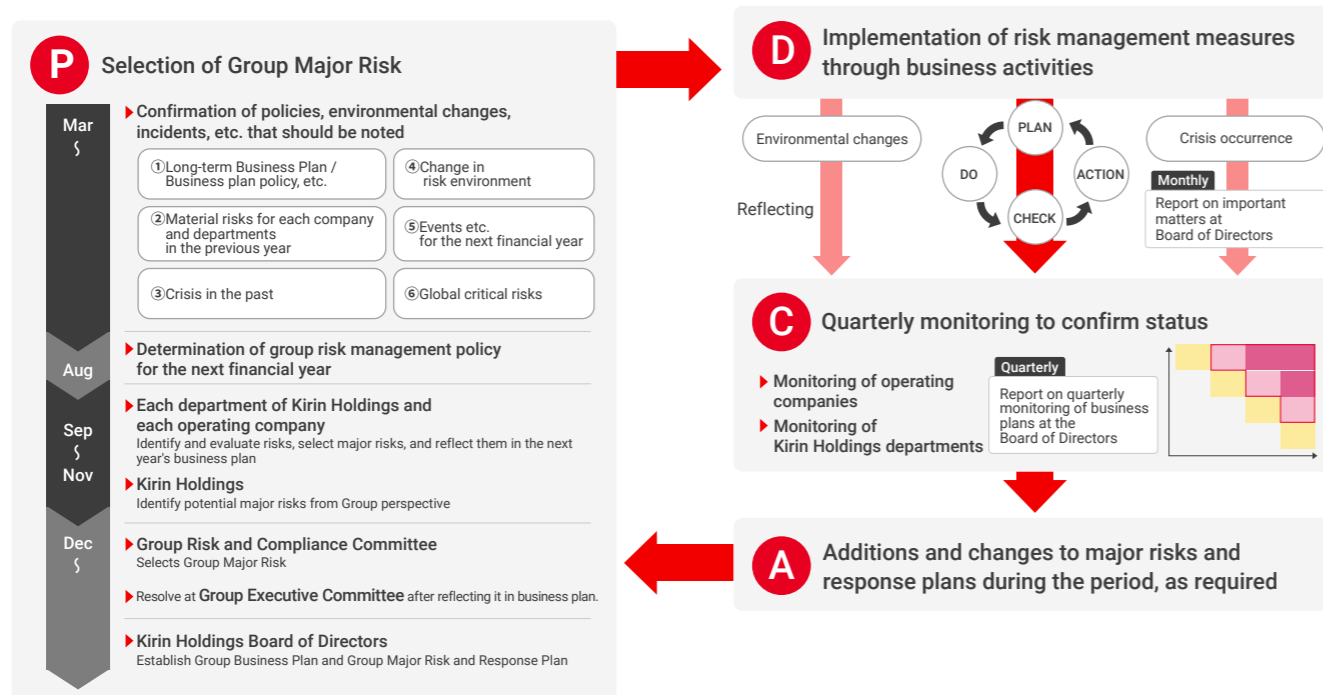 P
Selection of Group Major Risk
Mar
∫
▶Confirmation of policies, environmental changes,
incidents, etc. that should be noted
①Long-term Business Plan /
Business plan policy, etc.
②Material risks for each company
and departments
in the previous year
③Crisis in the past
④Change in
risk environment
⑤Events etc.
for the next financial year
⑥Global critical risks
Aug
▶Determination of group risk management policy
for the next financial year
Sep
∫
Nov
▶Each department of Kirin Holdings and
each operating company
Identify and evaluate risks, select major risks, and reflect them in the next
year's business plan
▶Kirin Holdings
Identify potential major risks from Group perspective
Dec
∫
▶Group Risk and Compliance Committee
Selects Group Major Risk
▶Resolve at Group Executive Committee after reflecting it in business plan.
▶Kirin Holdings Board of Directors
Establish Group Business Plan and Group Major Risk and Response Plan
D
Implementation of risk management measures
through business activities
Environmental changes
Reflecting
PLAN
DO
ACTION
CHECK
Crisis occurrence
Monthly
Report on important
matters at
Board of Directors
C
Quarterly monitoring to confirm status
▶Monitoring of operating
companies
▶Monitoring of
Kirin Holdings departments
Quarterly
Report on quarterly
monitoring of business
plans at the
Board of Directors
A
Additions and changes to major risks and
response plans during the period, as required